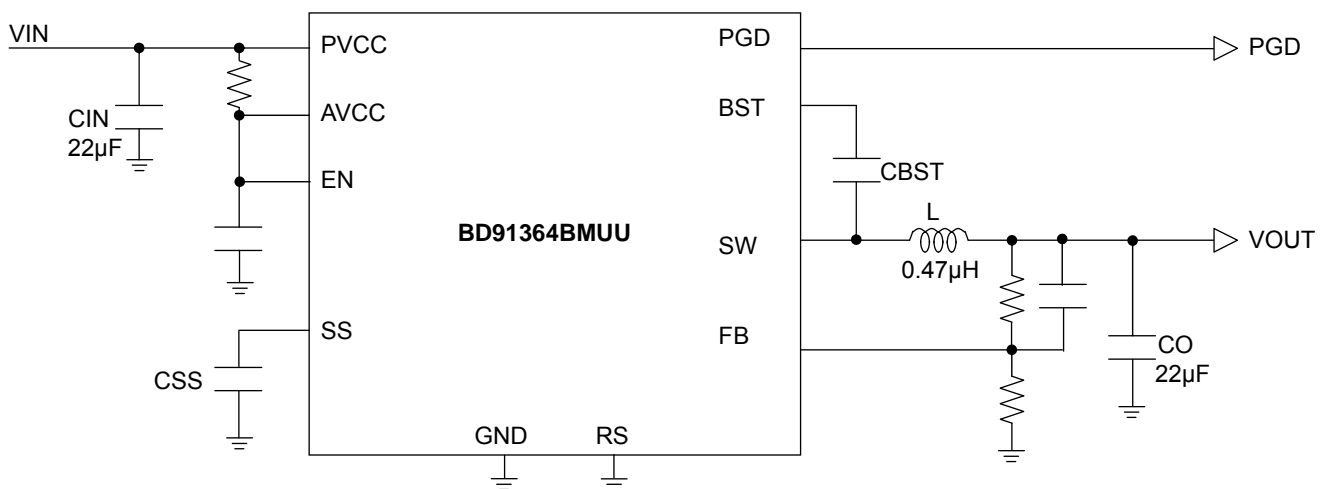 VIN
PVCC
PGD
PGD
AVCC
BST
CIN
22µF
EN
CBST
BD91364BMUU
SW
L
0.47µH
VOUT
SS
FB
CSS
CO
22µF
GND
RS